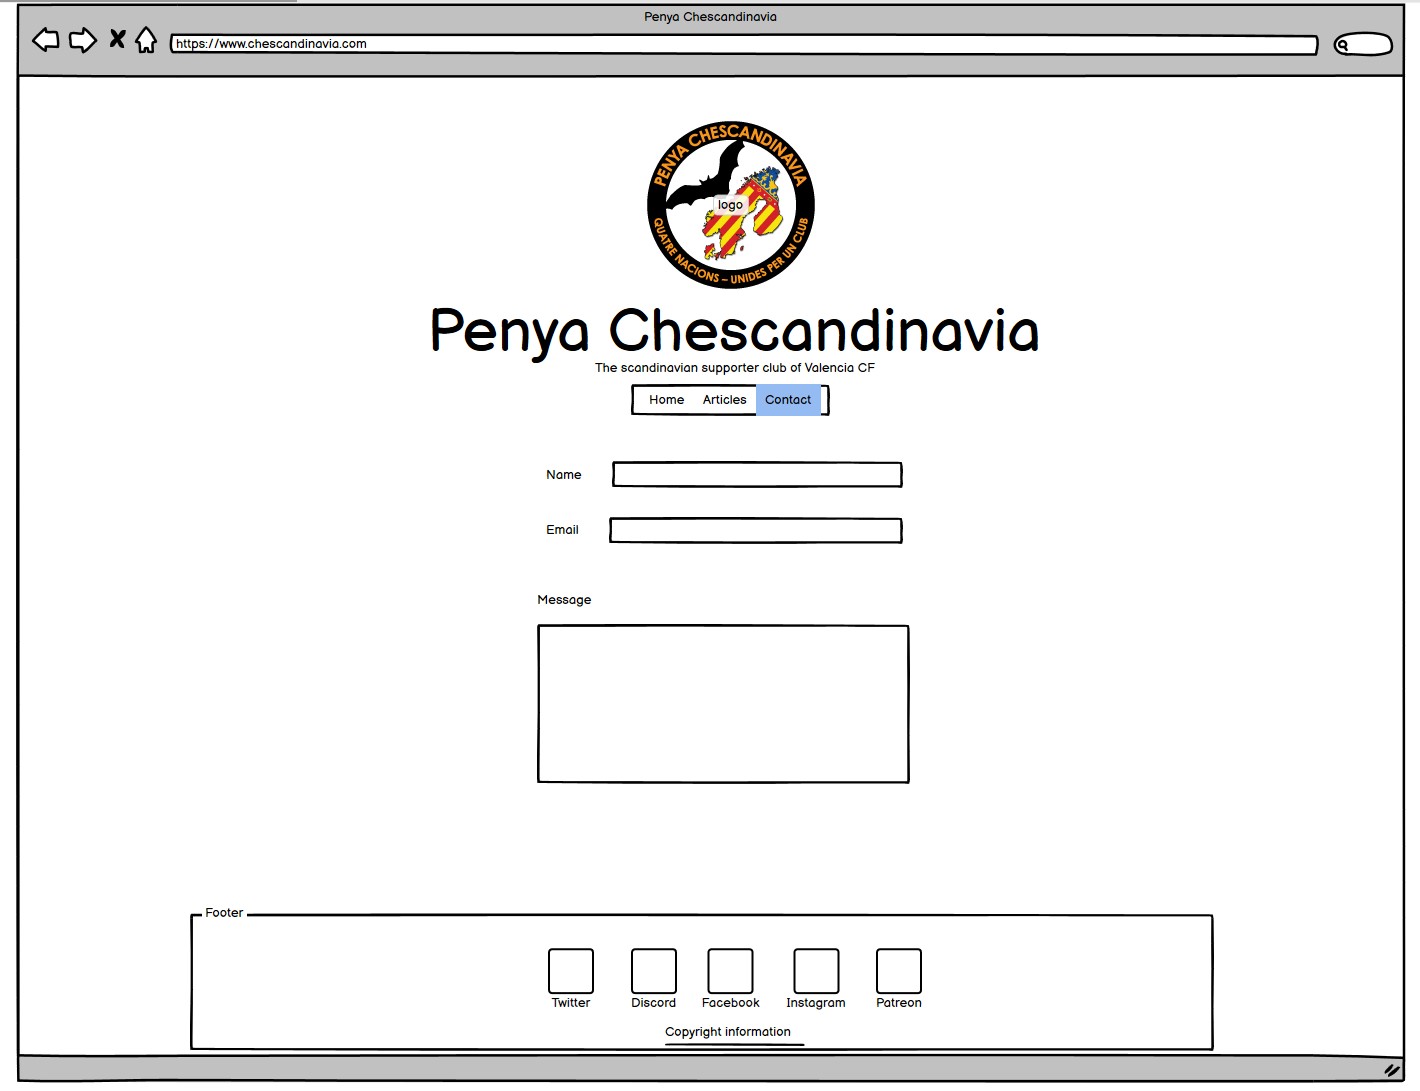 Penya Chescandinavia
https://www.chescandinavia.com
PENYA CHESCANDINAVIA
logo
QUATRE NACIONS – UNIDES PER UN CLUB
Penya Chescandinavia
The scandinavian supporter club of Valencia CF
Home Articles Contact
Name
Email
Message
Footer
Twitter Discord Facebook Instagram Patreon
Copyright information